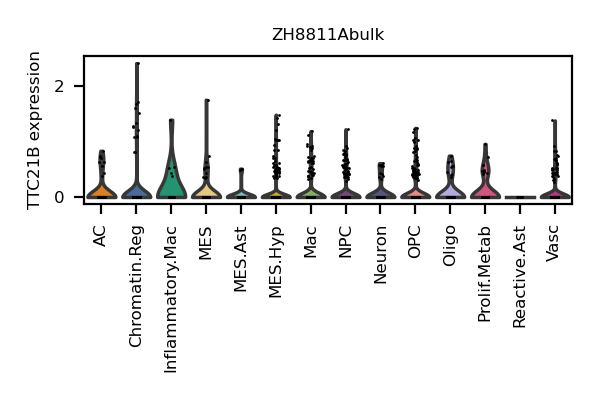 ZH8811Abulk
TTC21B expression
2
0
AC
Chromatin.Reg
Inflammatory.Mac
MES
MES.Ast
MES.Hyp
Mac
NPC
Neuron
OPC
Oligo
Prolif.Metab
Reactive.Ast
Vasc